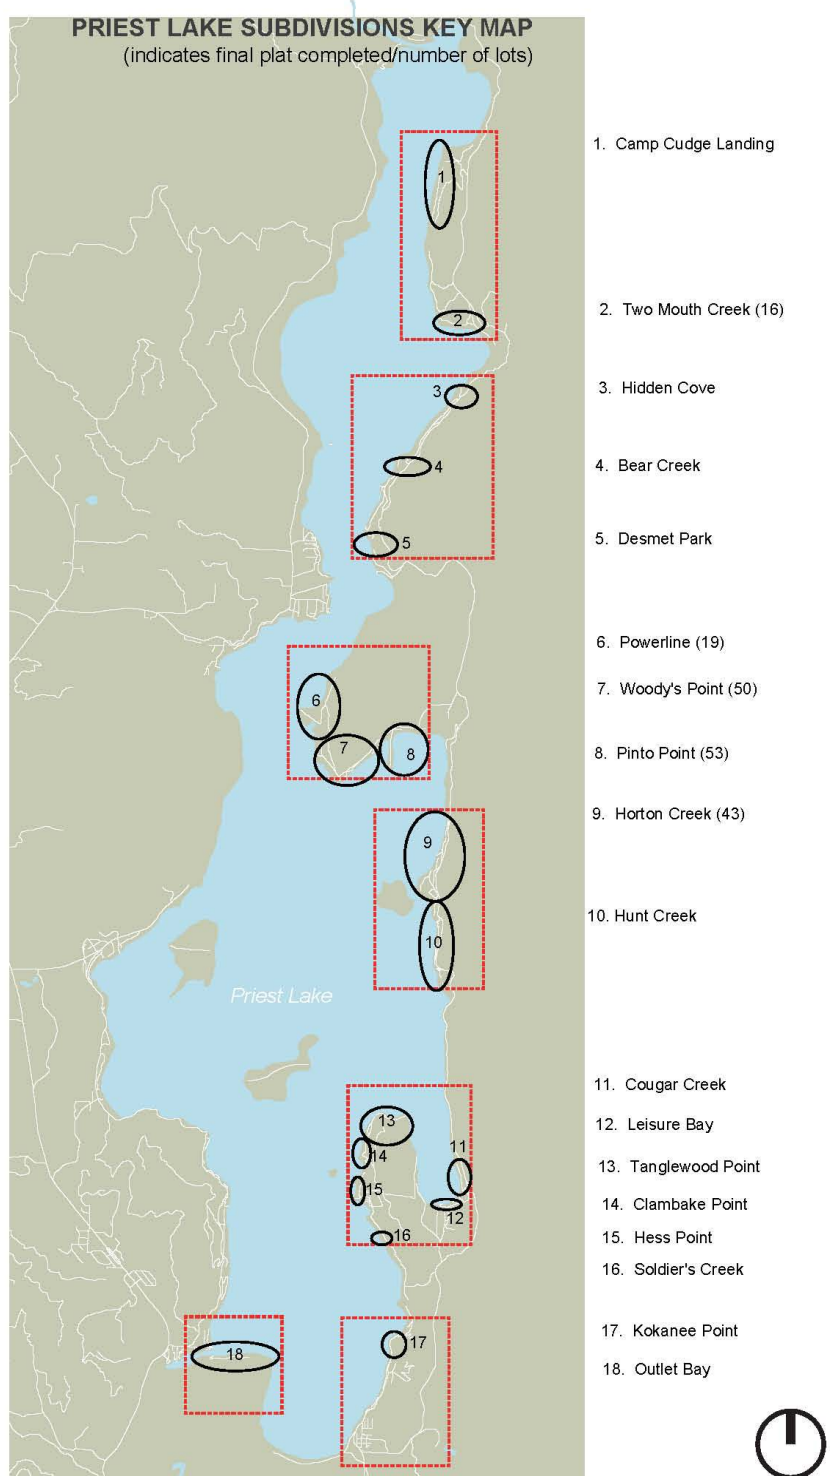 PRIEST LAKE SUBDIVISIONS KEY MAP
(indicates final plat completed/number of lots)
1. Camp Cudge Landing
1
2
2. Two Mouth Creek (16)
3
3. Hidden Cove
4
4. Bear Creek
5
5. Desmet Park
6. Powerline (19)
6
7. Woody's Point (50)
7
8
8. Pinto Point (53)
9. Horton Creek (43)
9
10. Hunt Creek
10
Priest Lake
11. Cougar Creek
12. Leisure Bay
13
11
13. Tanglewood Point
14
15
14. Clambake Point
12
16
15. Hess Point
16. Soldier's Creek
17. Kokanee Point
17
18
18. Outlet Bay